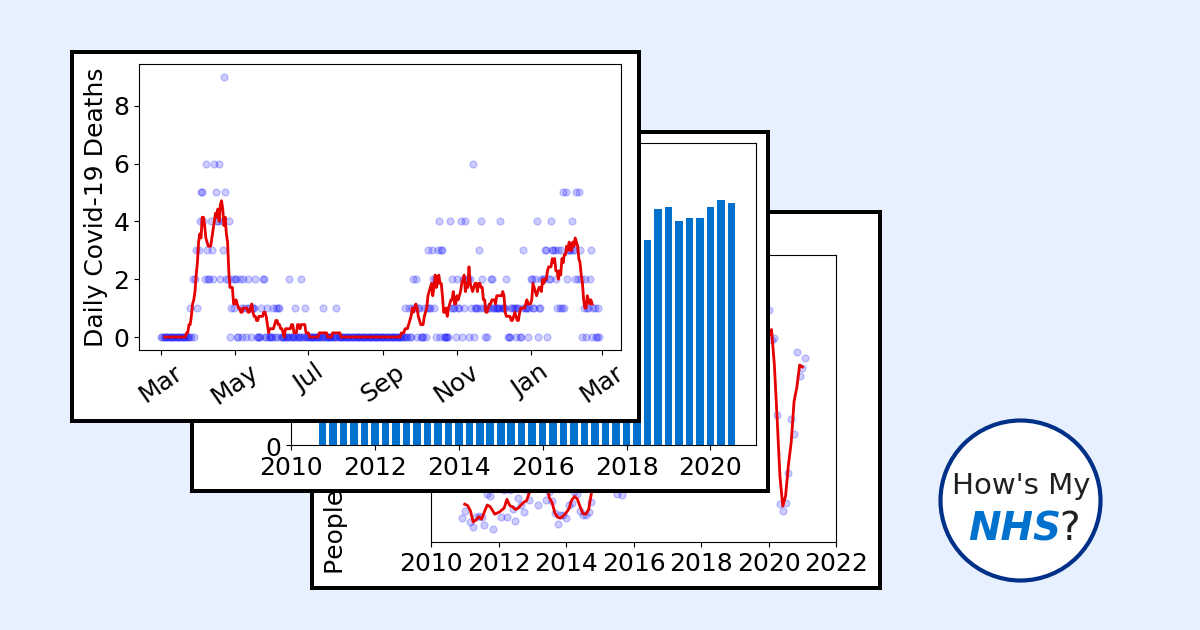 Daily Covid-19 Deaths
8
6
4
2
0
Mar May Jul Sep Nov Jan Mar
0
2010 2012 2014 2016 2018 2020
People
2010 2012 2014 2016 2018 2020 2022
How's My
NHS?